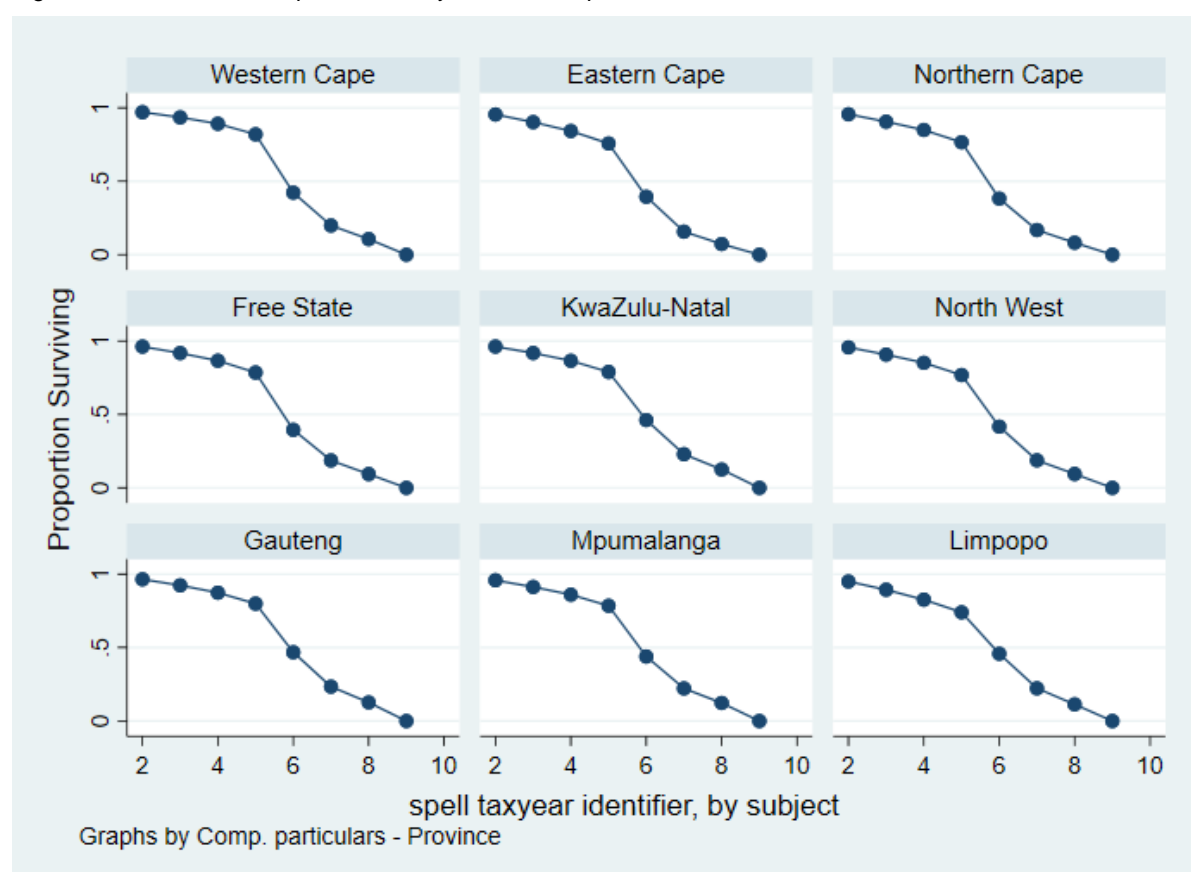 Western Cape
Eastern Cape
Northern Cape
1
.5
0
Free State
KwaZulu-Natal
North West
1
.5
0
Gauteng
Mpumalanga
Limpopo
1
.5
0
2 4 6 8 10
2 4 6 8 10
2 4 6 8 10
Proportion Surviving
spell taxyear identifier, by subject
Graphs by Comp. particulars - Province